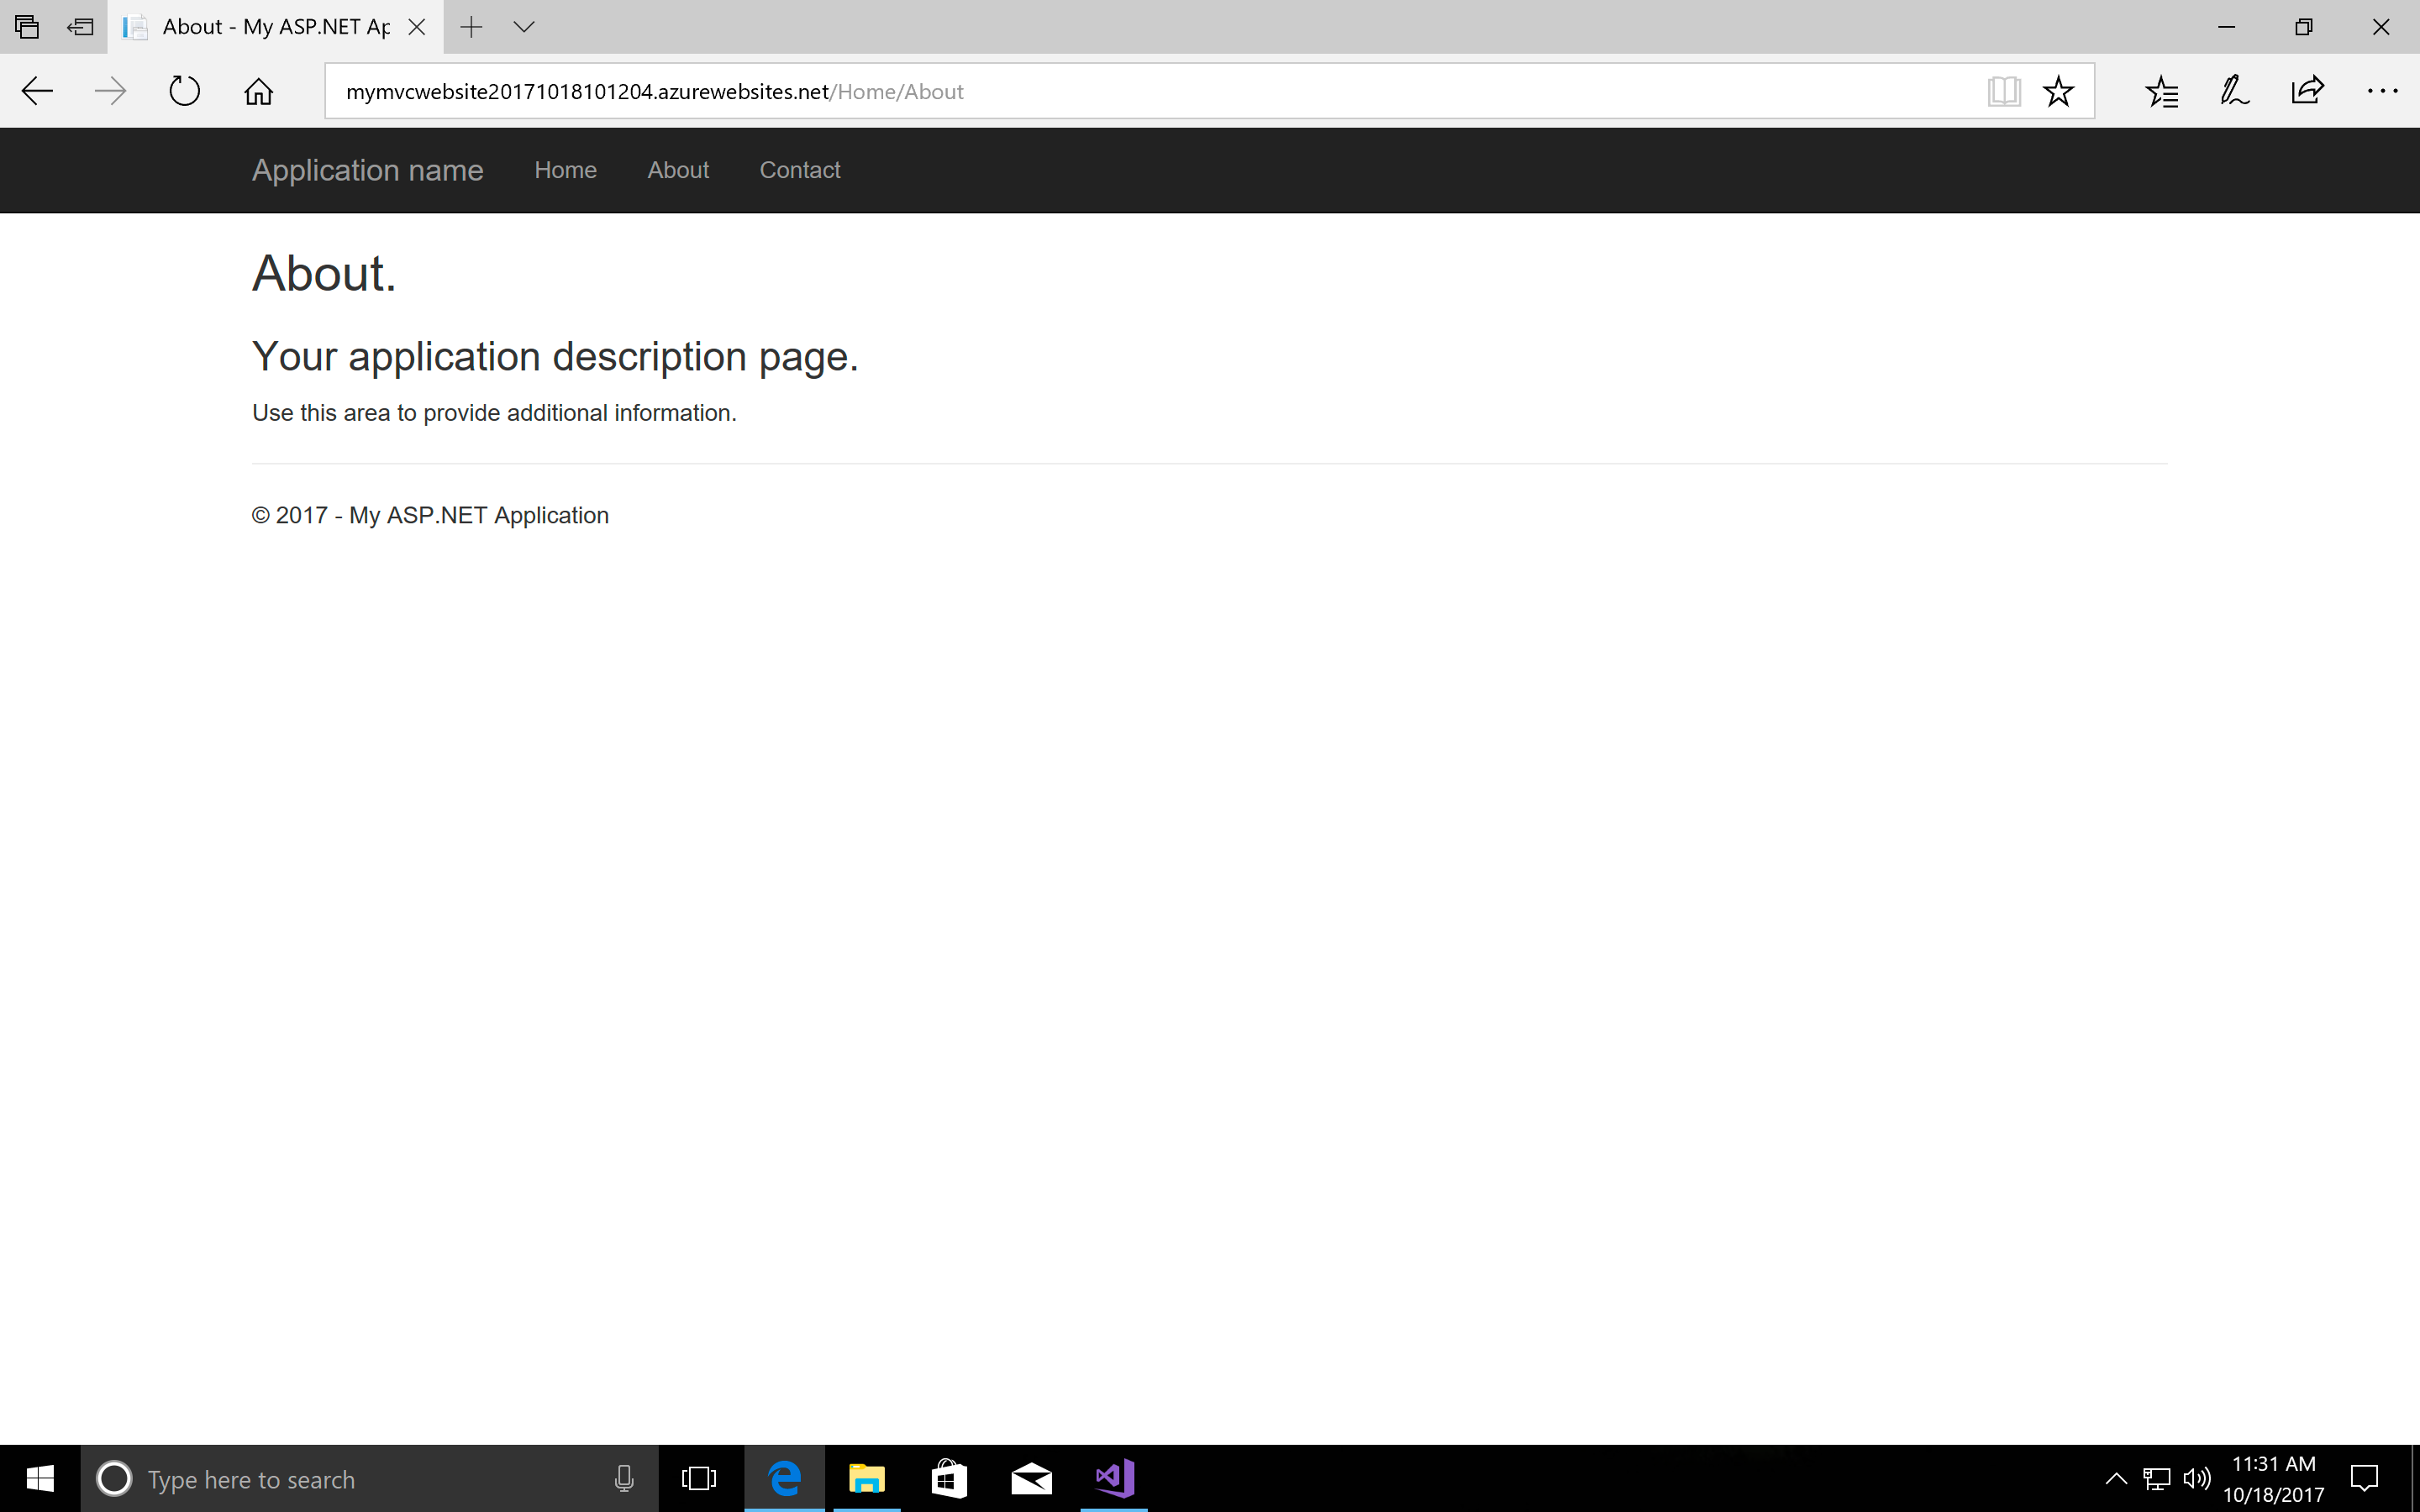 About - My ASP.NET Ap
mymvcwebsite20171018101204.azurewebsites.net/Home/About
Application name Home About Contact
About.
Your application description page.
Use this area to provide additional information.
© 2017 - My ASP.NET Application
Type here to search
11:31 AM
10/18/2017